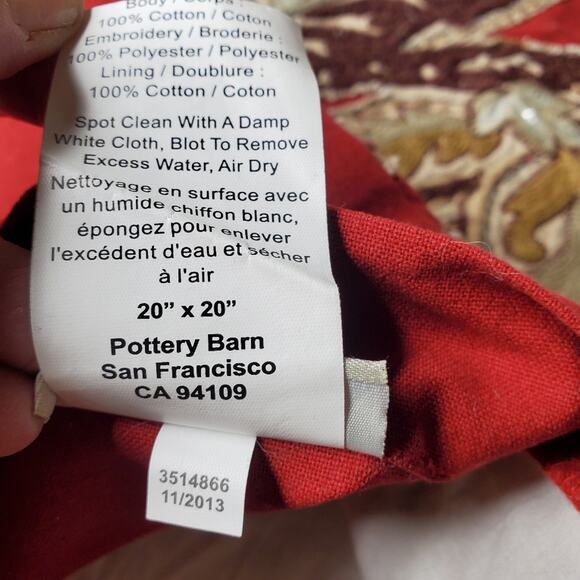 Body / Corps :
100% Cotton / Coton
Embroidery / Broderie :
100% Polyester / Polyester
Lining / Doublure :
100% Cotton / Coton
Spot Clean With A Damp
White Cloth, Blot To Remove
Excess Water, Air Dry
Nettoyage en surface avec
un humide chiffon blanc,
épongez pour enlever
l'excédent d'eau et sécher
à l'air
20" x 20"
Pottery Barn
San Francisco
CA 94109
3514866
11/2013